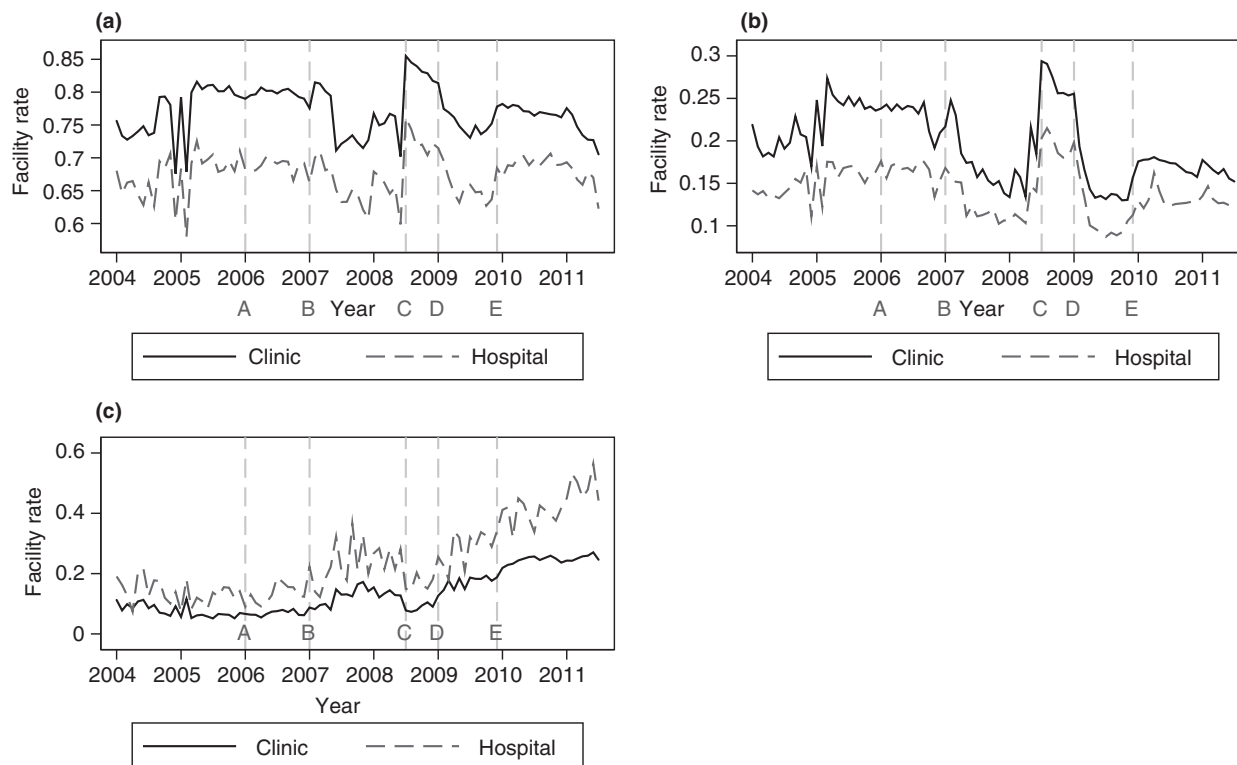 (a)
Facility rate
0.85
0.8
0.75
0.7
0.65
0.6
2004 2005 2006 2007 2008 2009 2010 2011
A B Year C D E
Clinic Hospital
(b)
Facility rate
0.3
0.25
0.2
0.15
0.1
2004 2005 2006 2007 2008 2009 2010 2011
A B Year C D E
Clinic Hospital
(c)
Facility rate
0.6
0.4
0.2
0
A B C D E
2004 2005 2006 2007 2008 2009 2010 2011
Year
Clinic Hospital